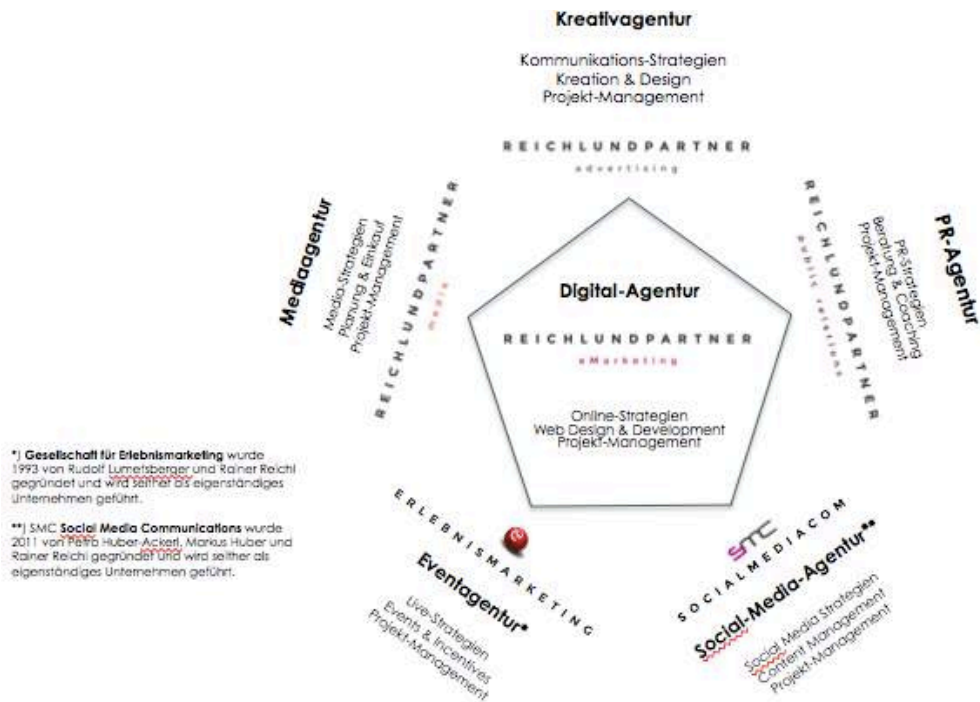 Kreativagentur
Kommunikations-Strategien
Kreation & Design
Projekt-Management
REICHLUNDPARTNER
advertising
Mediaagentur
Media-Strategien
Planung & Einkauf
Projekt-Management
REICHLUNDPARTNER
media
PR-Agentur
PR-Strategien
Beratung & Coaching
Projekt-Management
REICHLUNDPARTNER
public relations
Digital-Agentur
REICHLUNDPARTNER
eMarketing
Online-Strategien
Web Design & Development
Projekt-Management
*) Gesellschaft für Erlebnismarketing wurde
1993 von Rudolf Lumetsberger und Rainer Reichl
gegründet und wird seither als eigenständiges
Unternehmen geführt.
**) SMC Social Media Communications wurde
2011 von Petra Huber-Ackerl, Markus Huber und
Rainer Reichl gegründet und wird seither als
eigenständiges Unternehmen geführt.
ERLEBNISMARKETING
Eventagentur*
Live-Strategien
Events & Incentives
Projekt-Management
smc
SOCIALMEDIACOM
Social-Media-Agentur**
Social Media Strategien
Content Management
Projekt-Management